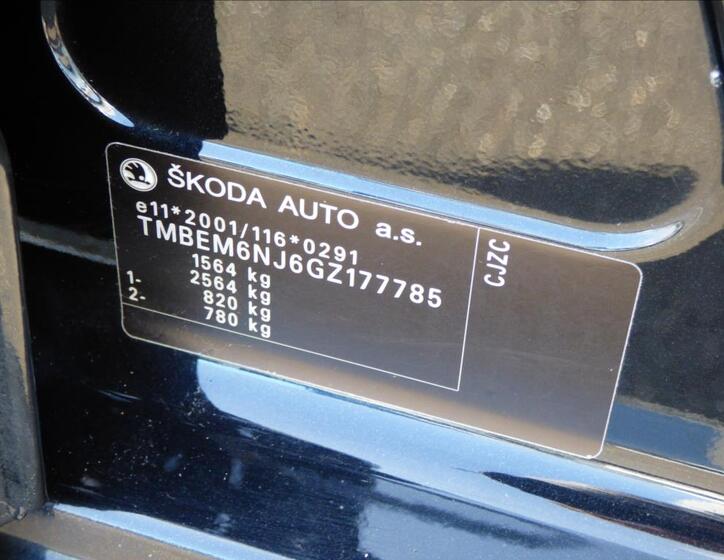 ŠKODA AUTO a.s.
e11*2001/116*0291
TMBEM6NJ6GZ177785
1564 kg
1- 2564 kg
2- 820 kg
780 kg
CJZC